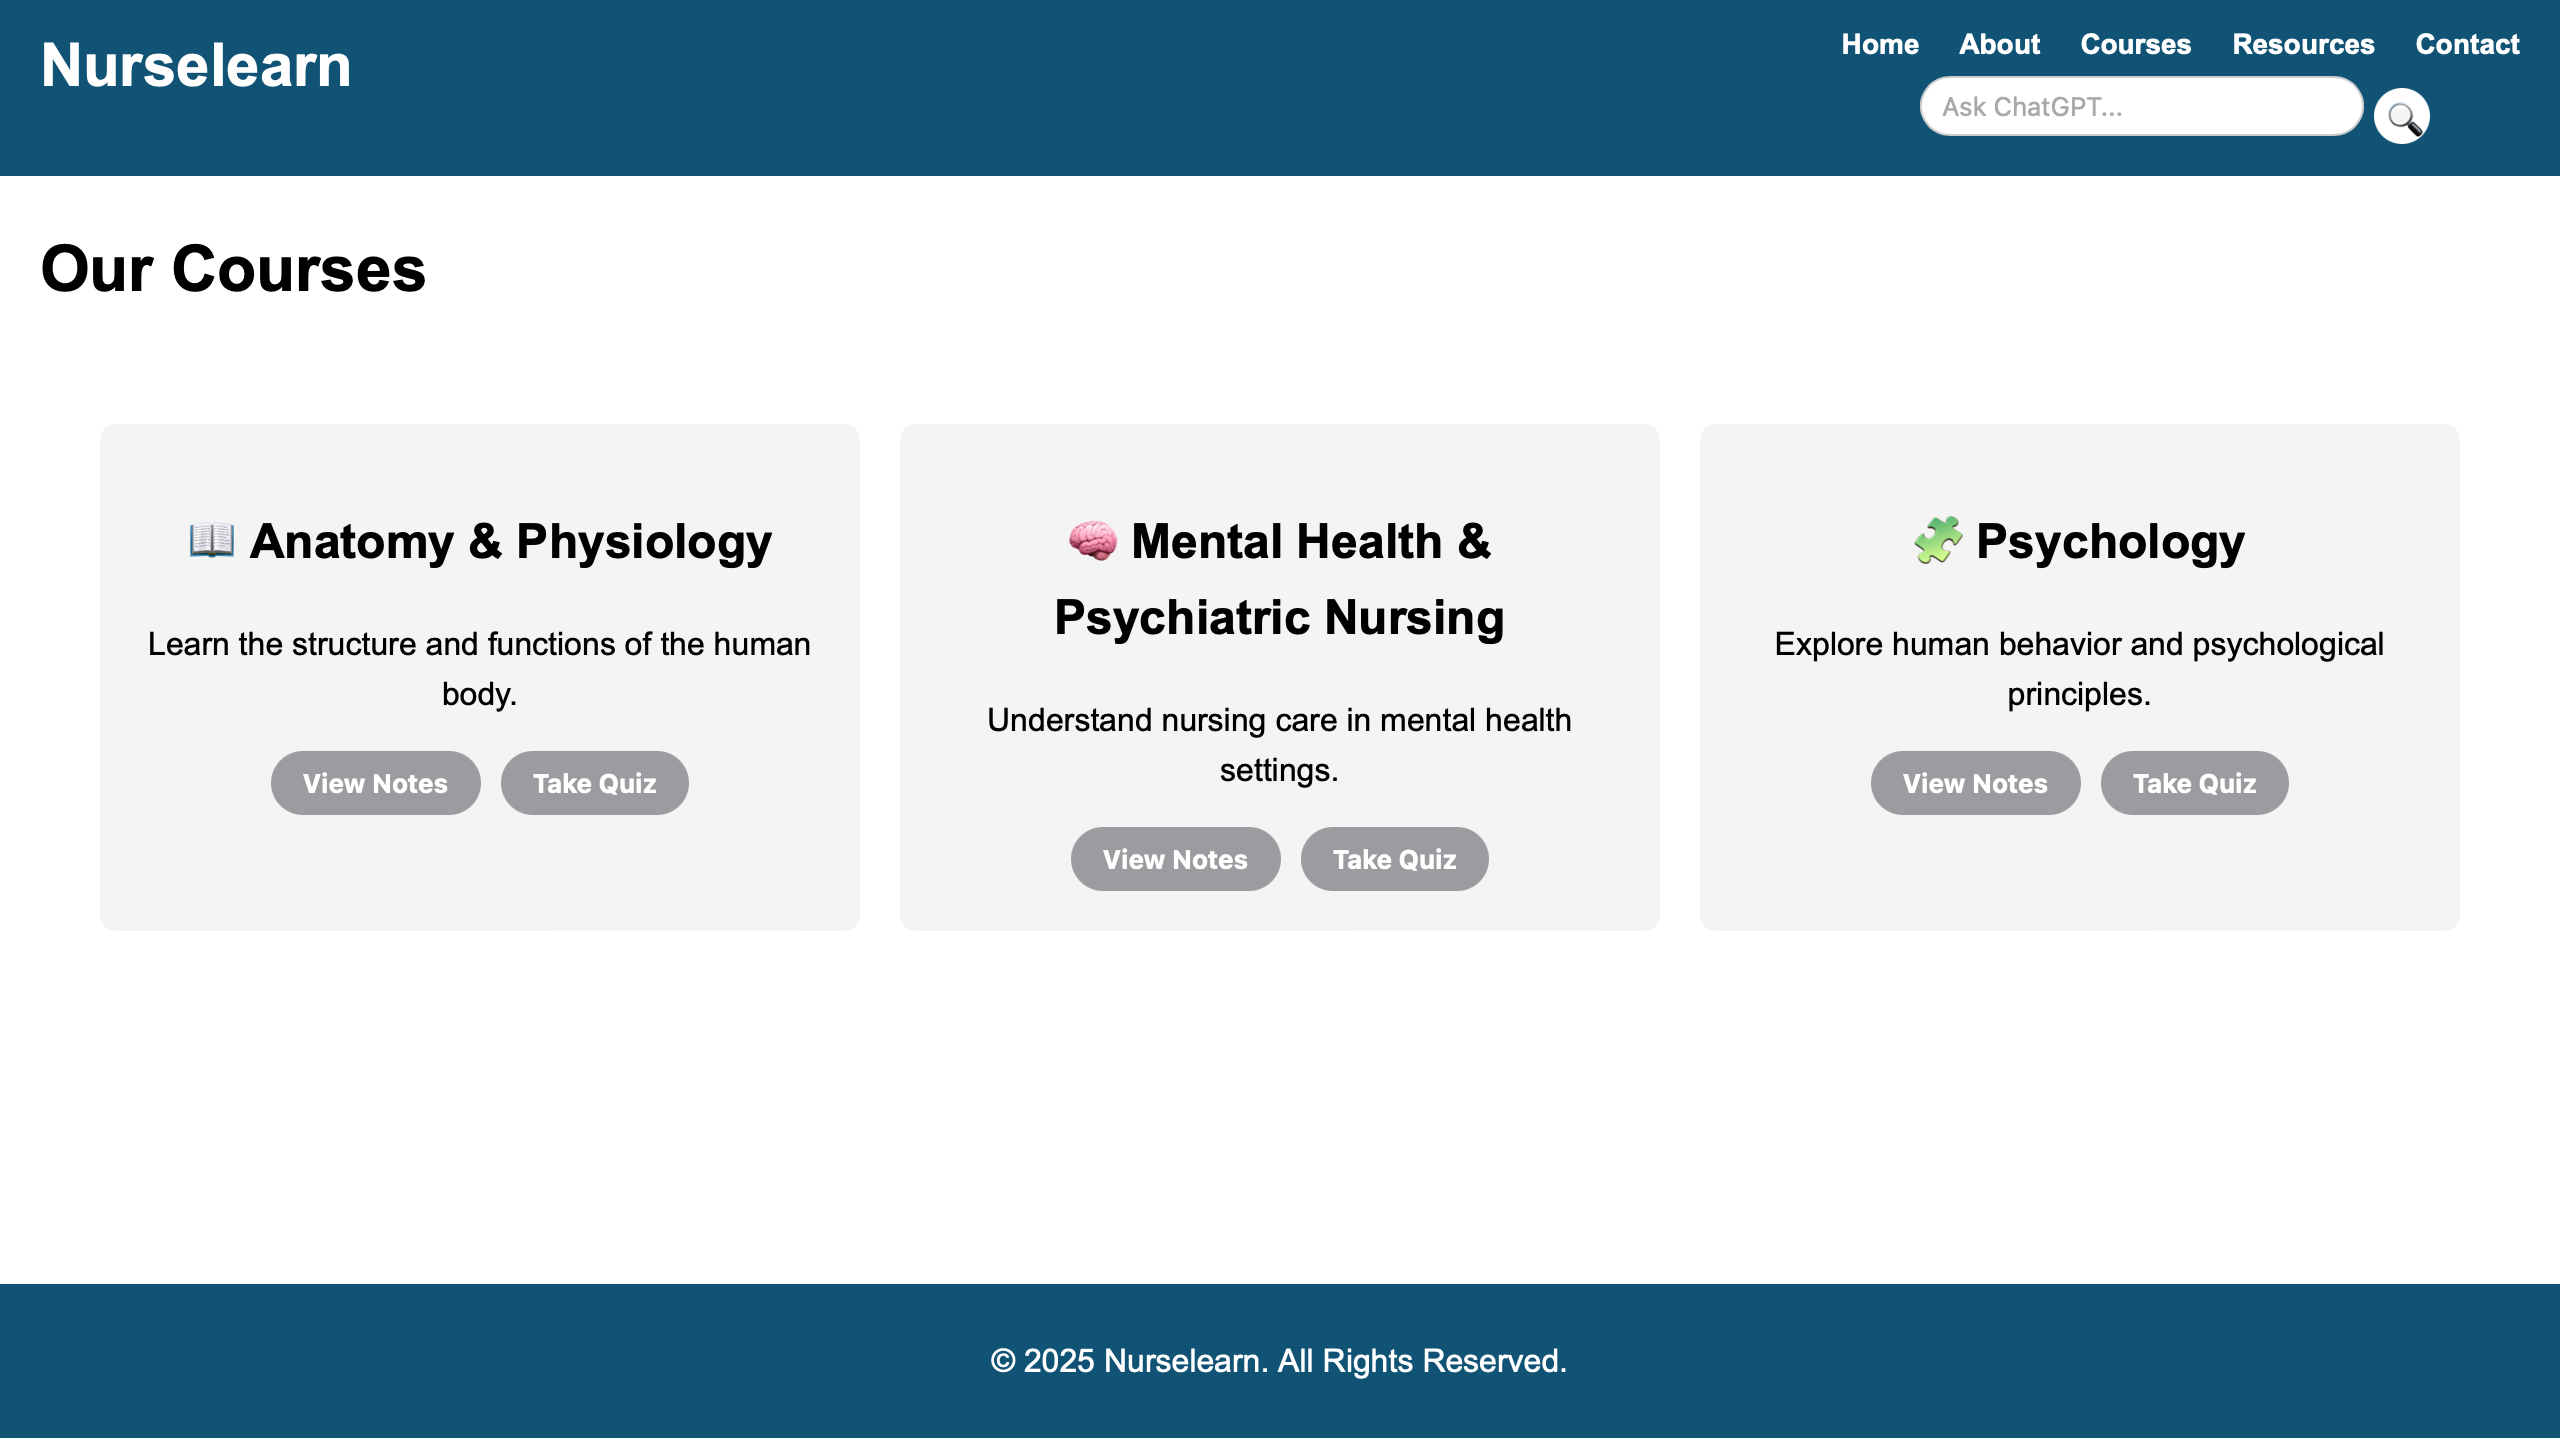 Nurselearn
Home About Courses Resources Contact
Ask ChatGPT...
Our Courses
Anatomy & Physiology
Learn the structure and functions of the human
body.
View Notes Take Quiz
Mental Health &
Psychiatric Nursing
Understand nursing care in mental health
settings.
View Notes Take Quiz
Psychology
Explore human behavior and psychological
principles.
View Notes Take Quiz
© 2025 Nurselearn. All Rights Reserved.